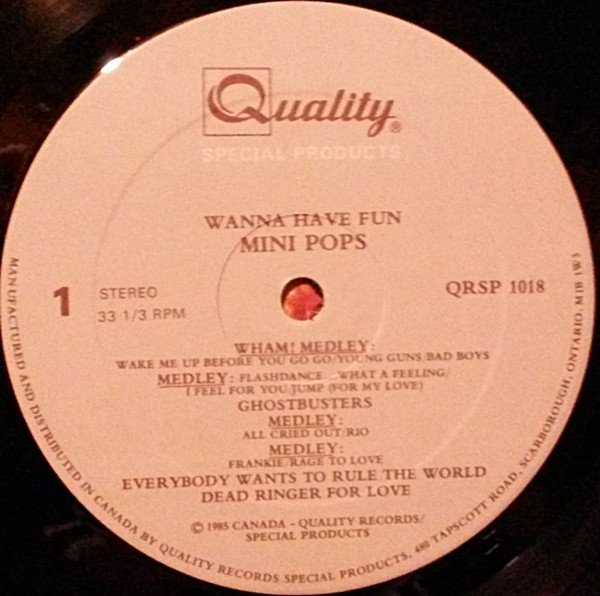 Quality®
SPECIAL PRODUCTS
WANNA HAVE FUN
MINI POPS
1
STEREO
33 1/3 RPM
QRSP 1018
WHAM! MEDLEY:
WAKE ME UP BEFORE YOU GO GO/YOUNG GUNS/BAD BOYS
MEDLEY: FLASHDANCE...WHAT A FEELING/
I FEEL FOR YOU/JUMP (FOR MY LOVE)
GHOSTBUSTERS
MEDLEY:
ALL CRIED OUT/RIO
MEDLEY:
FRANKIE/RAGE TO LOVE
EVERYBODY WANTS TO RULE THE WORLD
DEAD RINGER FOR LOVE
© 1985 CANADA - QUALITY RECORDS/
SPECIAL PRODUCTS
MANUFACTURED AND DISTRIBUTED IN CANADA BY QUALITY RECORDS SPECIAL PRODUCTS, 480 TAPSCOTT ROAD, SCARBOROUGH, ONTARIO, M1B 1W3